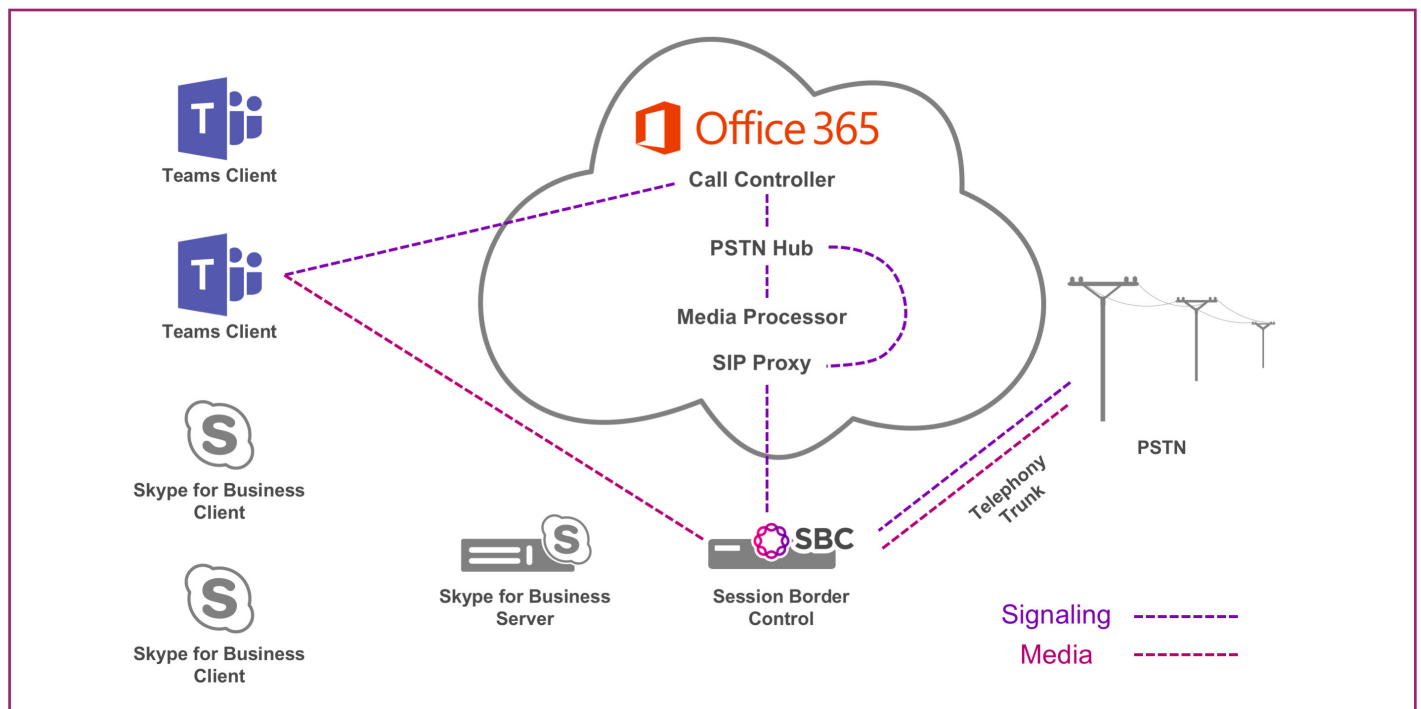 T
Teams Client
T
Teams Client
S
Skype for Business
Client
S
Skype for Business
Client
Office 365
Call Controller
PSTN Hub
Media Processor
SIP Proxy
S
Skype for Business
Server
SBC
Session Border
Control
Telephony
Trunk
PSTN
Signaling
Media